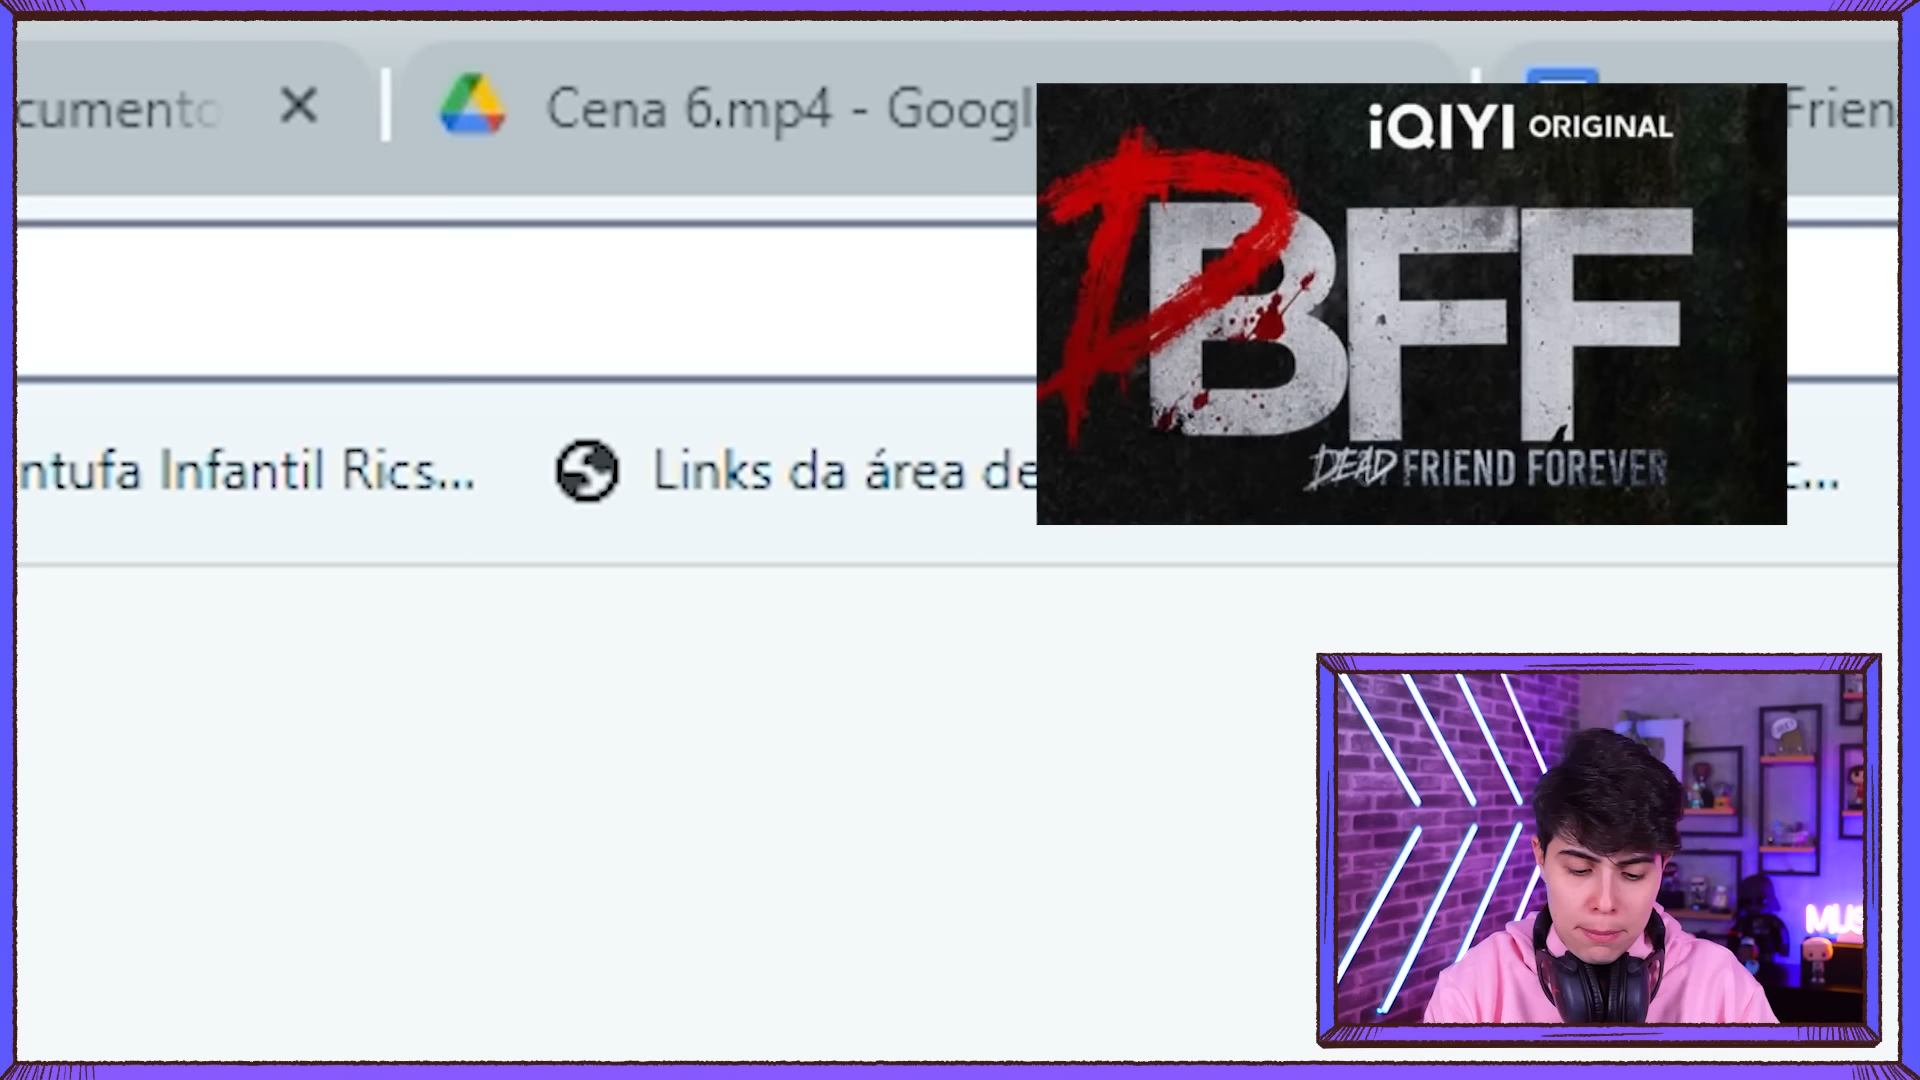 cumento
Cena 6.mp4 - Googl
Frien
iQIYI ORIGINAL
DBFF
DEAD FRIEND FOREVER
ntufa Infantil Rics...
Links da área de
c...
MUS